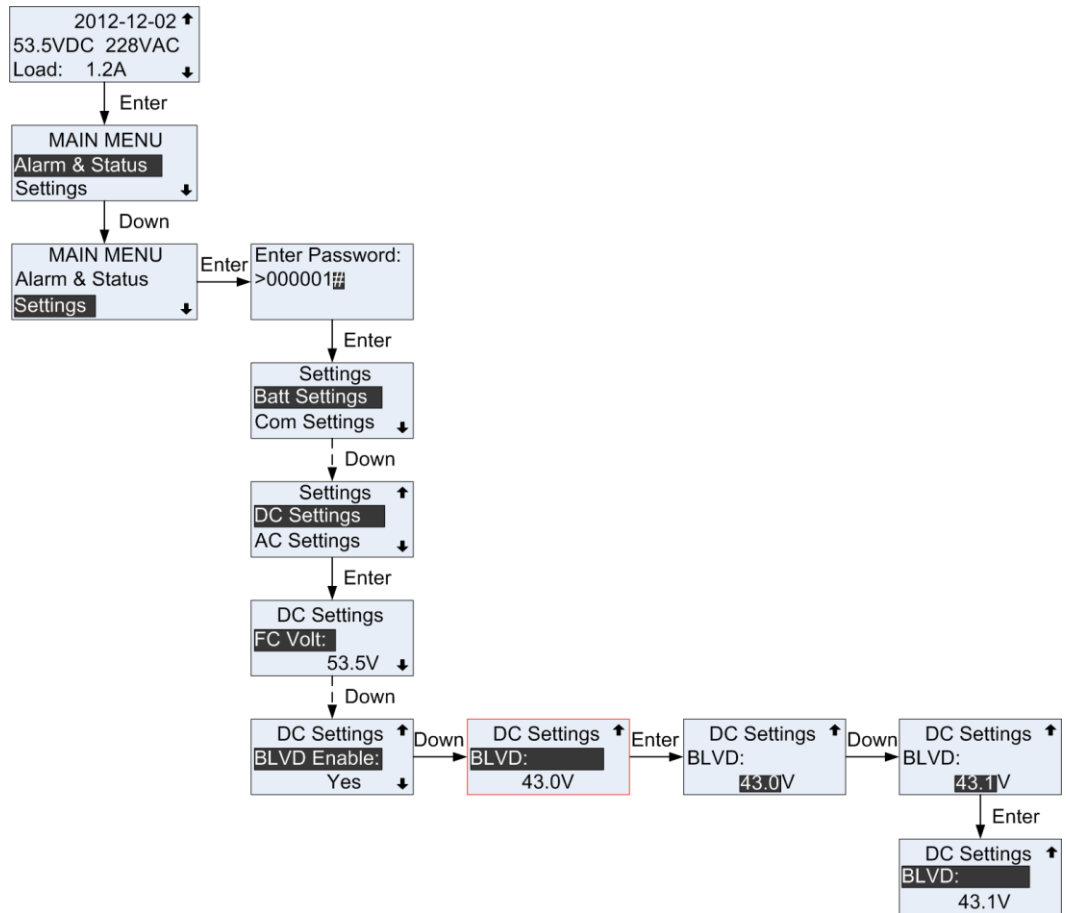 2012-12-02
53.5VDC 228VAC
Load: 1.2A
Enter
MAIN MENU
Alarm & Status
Settings
Down
MAIN MENU
Alarm & Status
Settings
Enter
Enter Password:
>000001#
Enter
Settings
Batt Settings
Com Settings
Down
Settings
DC Settings
AC Settings
Enter
DC Settings
FC Volt:
53.5V
Down
DC Settings
BLVD Enable:
Yes
Down
DC Settings
BLVD:
43.0V
Enter
DC Settings
BLVD:
43.0V
Down
DC Settings
BLVD:
43.1V
Enter
DC Settings
BLVD:
43.1V